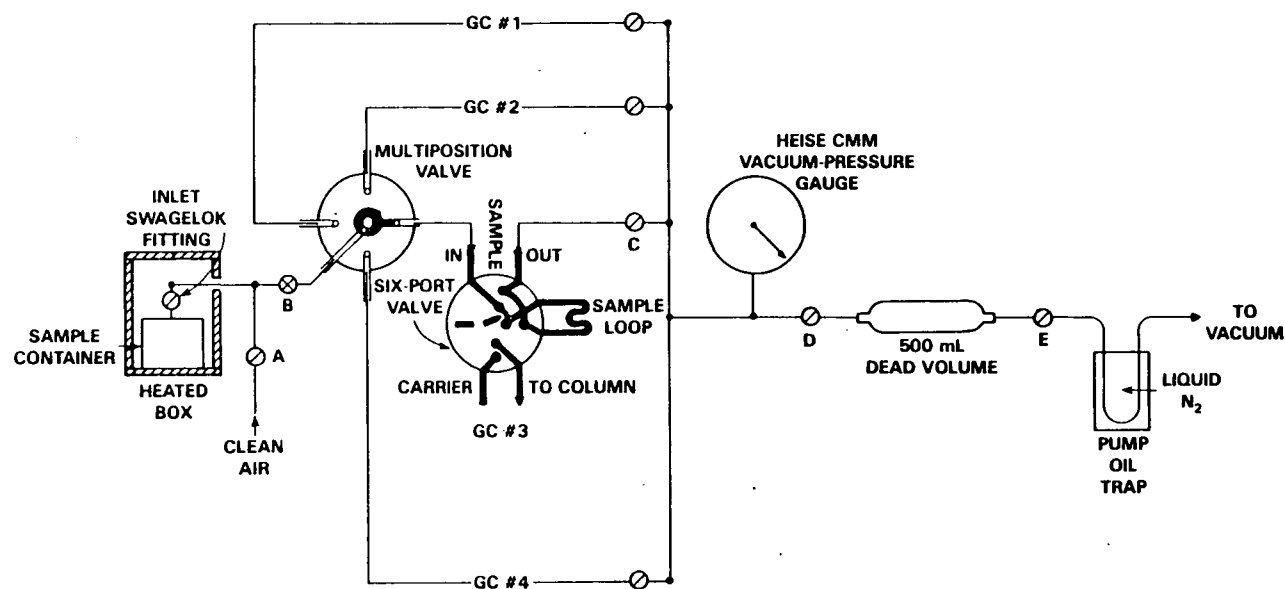 GC #1
GC #2
MULTIPOSITION
VALVE
HEISE CMM
VACUUM-PRESSURE
GAUGE
INLET
SWAGELOK
FITTING
SAMPLE
IN
OUT
C
B
SIX-PORT
VALVE
SAMPLE
LOOP
SAMPLE
CONTAINER
A
HEATED
BOX
CLEAN
AIR
CARRIER
TO COLUMN
GC #3
D
500 mL
DEAD VOLUME
E
TO
VACUUM
LIQUID
N₂
PUMP
OIL
TRAP
GC #4